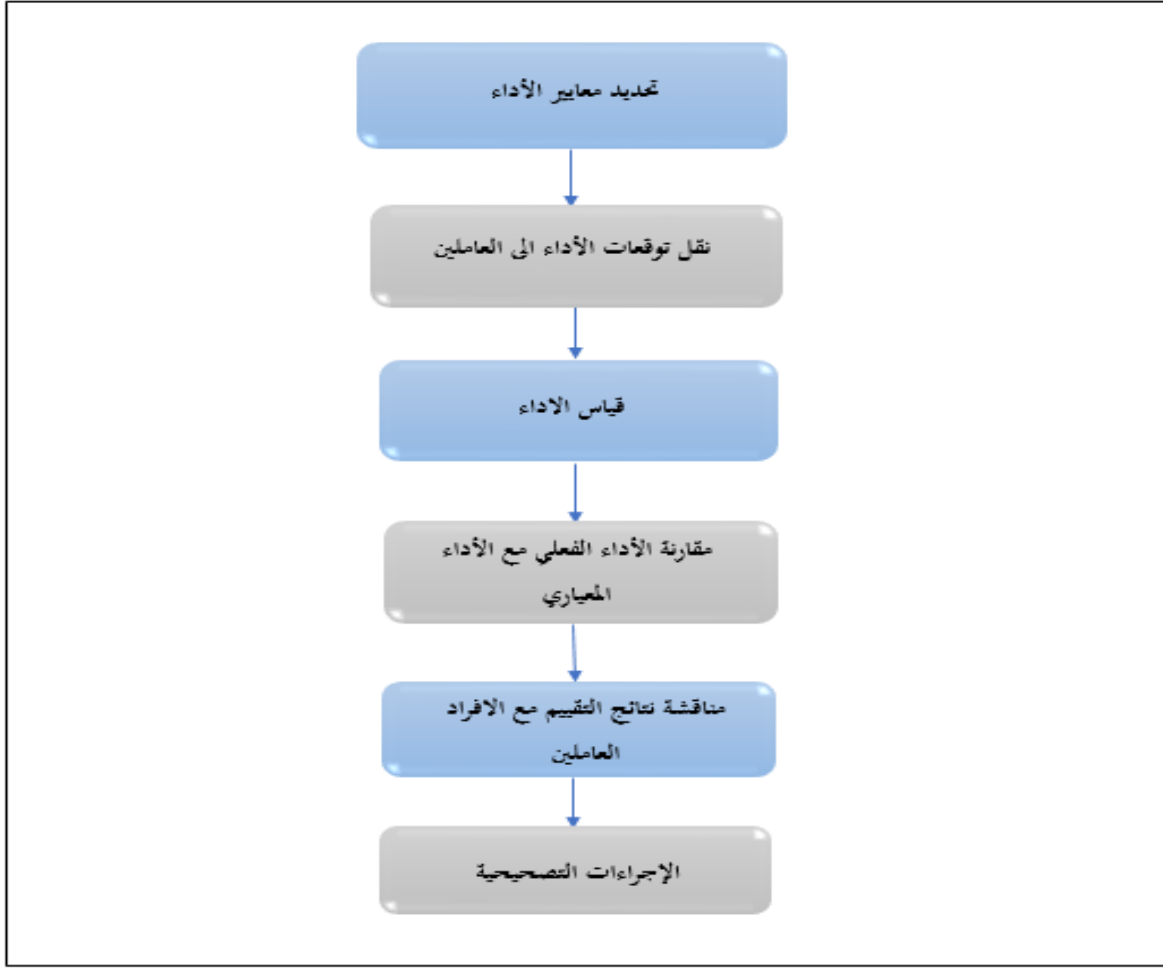 تحديد معايير الأداء
نقل توقعات الأداء الى العاملين
قياس الاداء
مقارنة الأداء الفعلي مع الأداء
المعياري
مناقشة نتائج التقييم مع الافراد
العاملين
الإجراءات التصحيحية